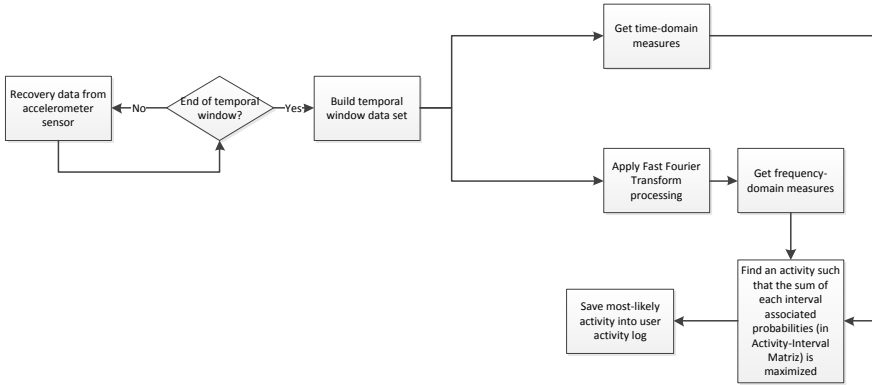 Get time-domain
measures
Recovery data from
accelerometer
sensor
No
End of temporal
window?
Yes
Build temporal
window data set
Apply Fast Fourier
Transform
processing
Get frequency-
domain measures
Find an activity such
that the sum of
each interval
associated
probabilities (in
Activity-Interval
Matriz) is
maximized
Save most-likely
activity into user
activity log